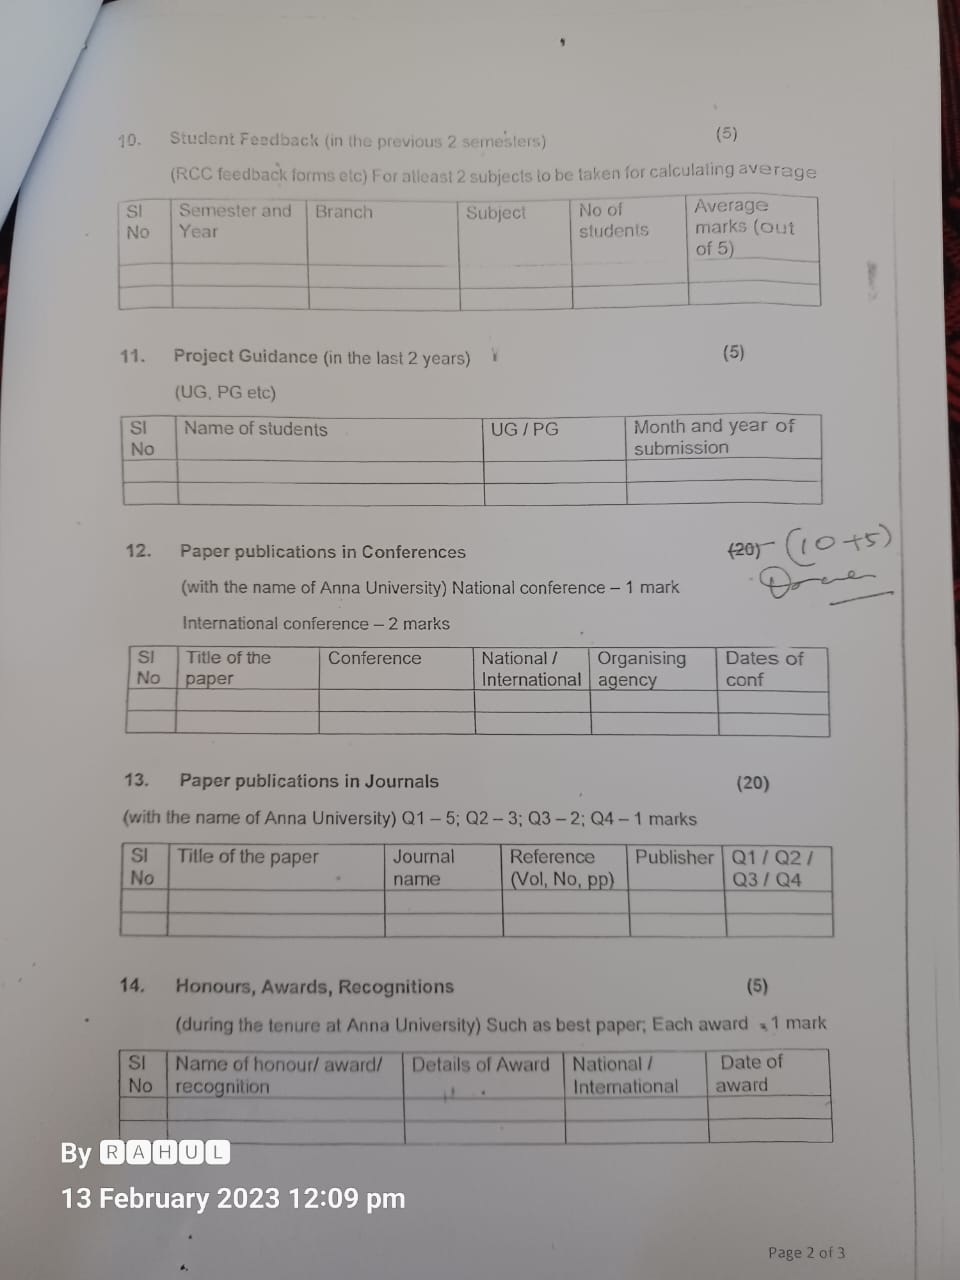 10. Student Feedback (in the previous 2 semesters) (5)
(RCC feedback forms etc) For atleast 2 subjects to be taken for calculating average
Sl No | Semester and Year | Branch | Subject | No of students | Average marks (out of 5)
11. Project Guidance (in the last 2 years) (5)
(UG, PG etc)
Sl No | Name of students | UG / PG | Month and year of submission
12. Paper publications in Conferences (20) (10+5)
(with the name of Anna University) National conference – 1 mark
International conference – 2 marks
Sl No | Title of the paper | Conference | National / International | Organising agency | Dates of conf
13. Paper publications in Journals (20)
(with the name of Anna University) Q1 – 5; Q2 – 3; Q3 – 2; Q4 – 1 marks
Sl No | Title of the paper | Journal name | Reference (Vol, No, pp) | Publisher | Q1 / Q2 / Q3 / Q4
14. Honours, Awards, Recognitions (5)
(during the tenure at Anna University) Such as best paper; Each award - 1 mark
Sl No | Name of honour/ award/ recognition | Details of Award | National / International | Date of award
By RAHUL
13 February 2023 12:09 pm
Page 2 of 3